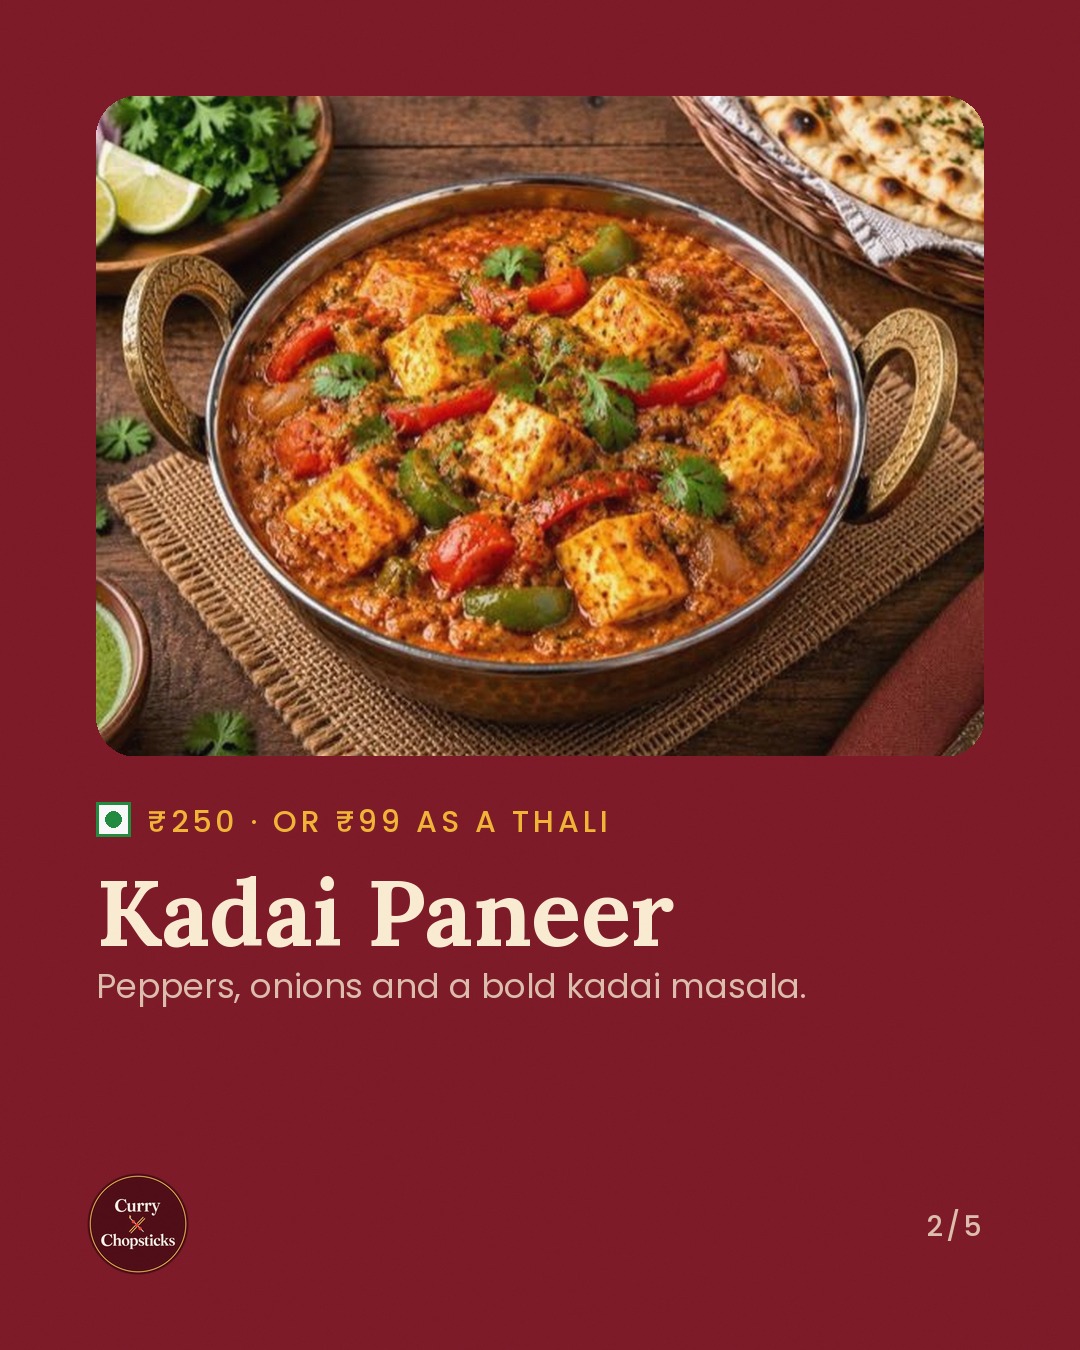 ₹250 · OR ₹99 AS A THALI
Kadai Paneer
Peppers, onions and a bold kadai masala.
Curry
Chopsticks
2/5